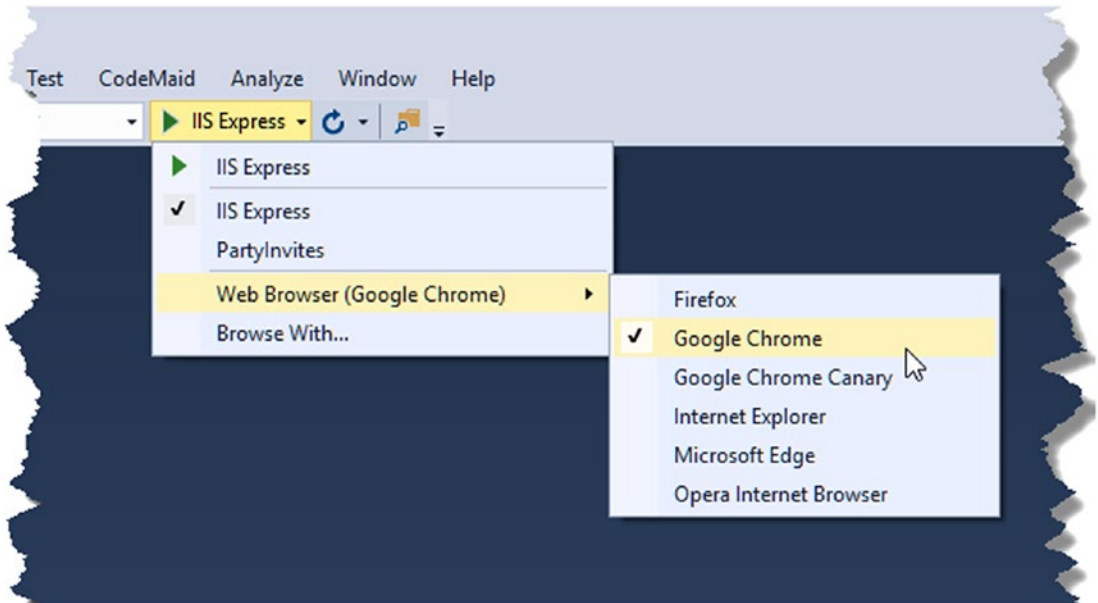 Test CodeMaid Analyze Window Help
IIS Express
IIS Express
IIS Express
PartyInvites
Web Browser (Google Chrome)
Browse With...
Firefox
Google Chrome
Google Chrome Canary
Internet Explorer
Microsoft Edge
Opera Internet Browser